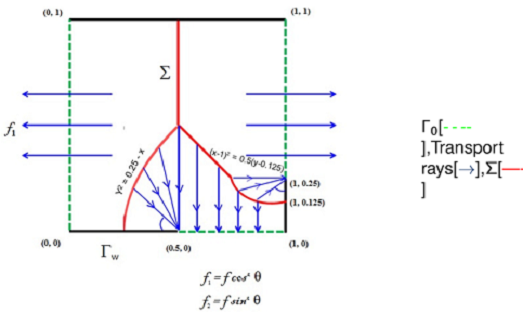 (0, 1)
(1, 1)
Σ
f₁
Y² = 0.25 - x
(x-1)² = 0.5(y-0.125)
(1, 0.25)
(1, 0.125)
(0, 0)
Γw
(0.5, 0)
(1, 0)
Γ₀[----
],Transport
rays[→],Σ[—
]
f₁ = f cos² θ
f₂ = f sin² θ